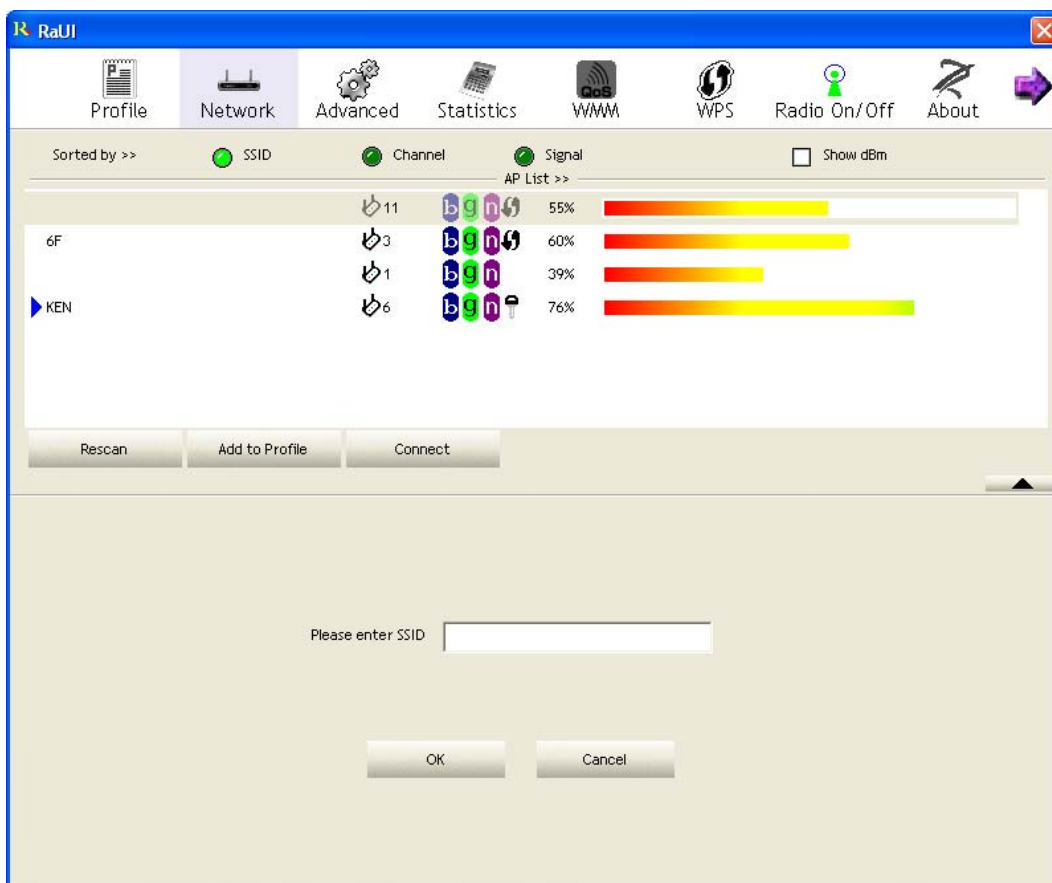 RaUI
Profile Network Advanced Statistics QoS WMM WPS Radio On/Off About
Sorted by >> SSID Channel Signal Show dBm
AP List >>
11 b g n 55%
6F 3 b g n 60%
1 b g n 39%
KEN 6 b g n 76%
Rescan Add to Profile Connect
Please enter SSID
OK Cancel